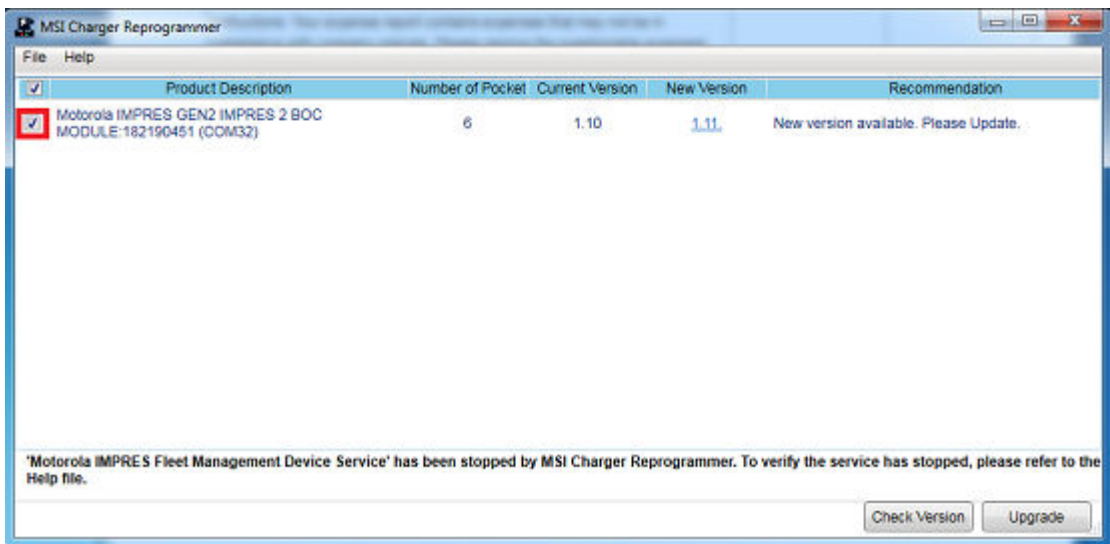 MSI Charger Reprogrammer
File Help
Product Description Number of Pocket Current Version New Version Recommendation
Motorola IMPRES GEN2 IMPRES 2 BOC
MODULE:182190451 (COM32) 6 1.10 1.11. New version available. Please Update.
'Motorola IMPRES Fleet Management Device Service' has been stopped by MSI Charger Reprogrammer. To verify the service has stopped, please refer to the
Help file.
Check Version Upgrade